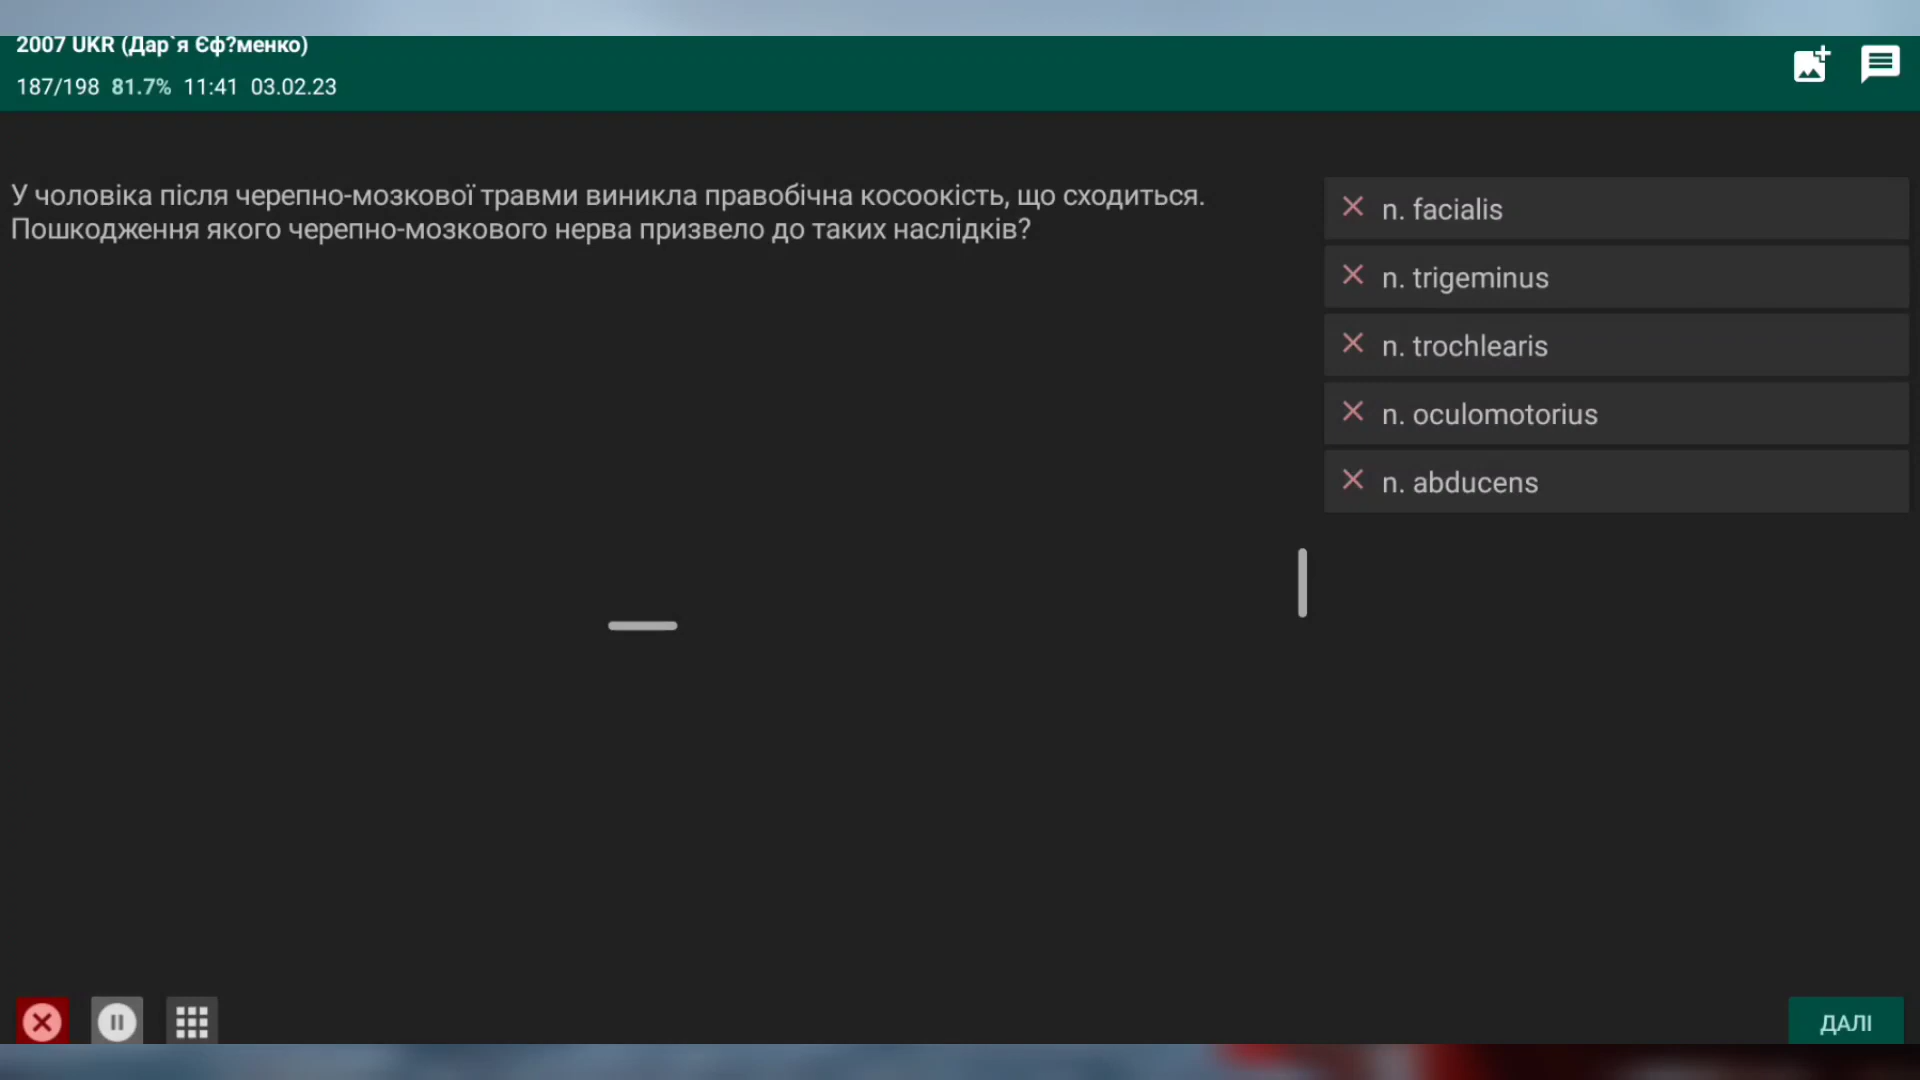 2007 UKR (Дар`я Єф?менко)
187/198 81.7% 11:41 03.02.23
У чоловіка після черепно-мозкової травми виникла правобічна косоокість, що сходиться.
Пошкодження якого черепно-мозкового нерва призвело до таких наслідків?
n. facialis
n. trigeminus
n. trochlearis
n. oculomotorius
n. abducens
ДАЛІ